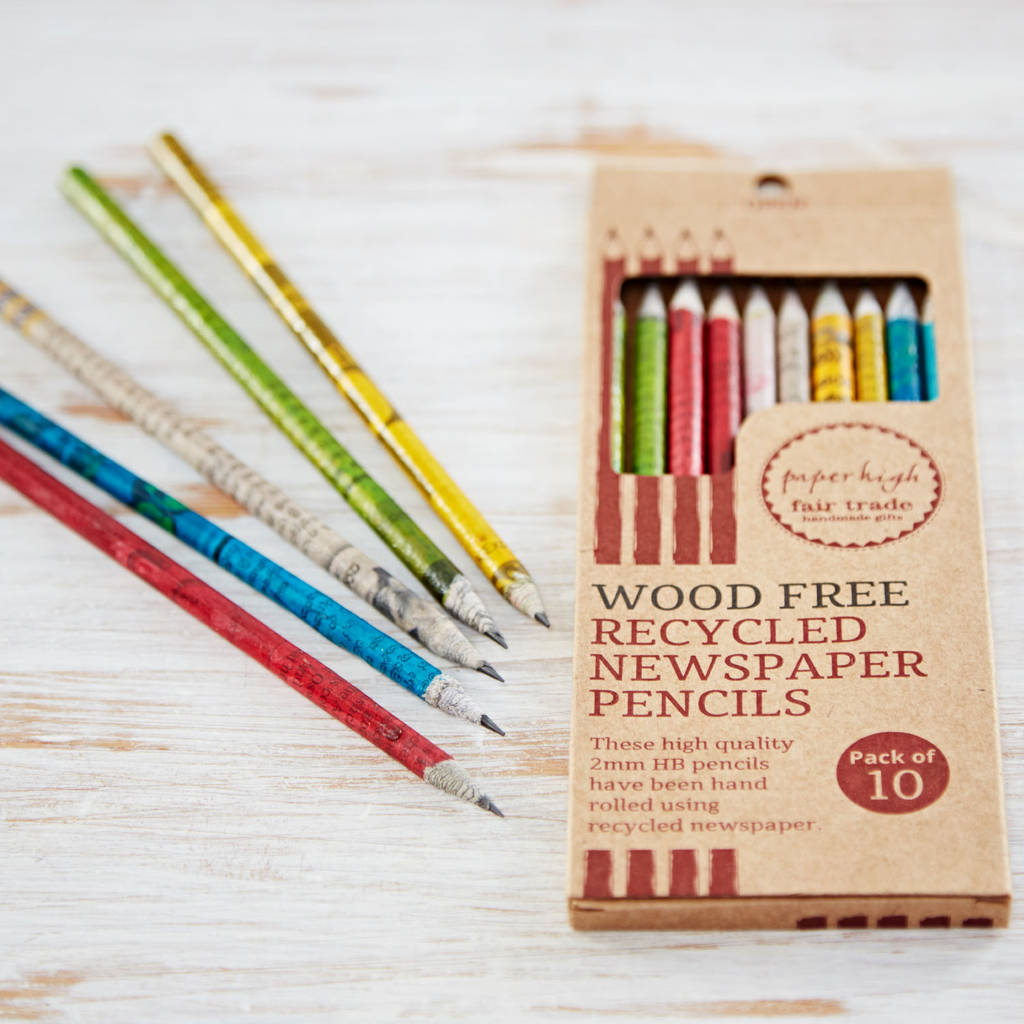 paper high
fair trade
handmade gifts
WOOD FREE
RECYCLED
NEWSPAPER
PENCILS
These high quality
2mm HB pencils
have been hand
rolled using
recycled newspaper.
Pack of
10